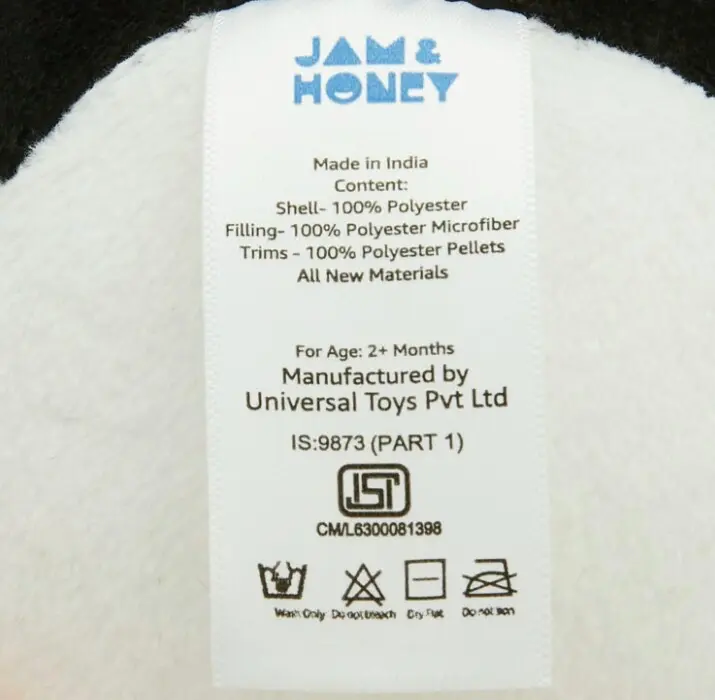 JAM &
HONEY
Made in India
Content:
Shell- 100% Polyester
Filling- 100% Polyester Microfiber
Trims - 100% Polyester Pellets
All New Materials
For Age: 2+ Months
Manufactured by
Universal Toys Pvt Ltd
IS:9873 (PART 1)
ISI
CM/L6300081398
Wash Only Do not bleach Dry Flat Do not iron